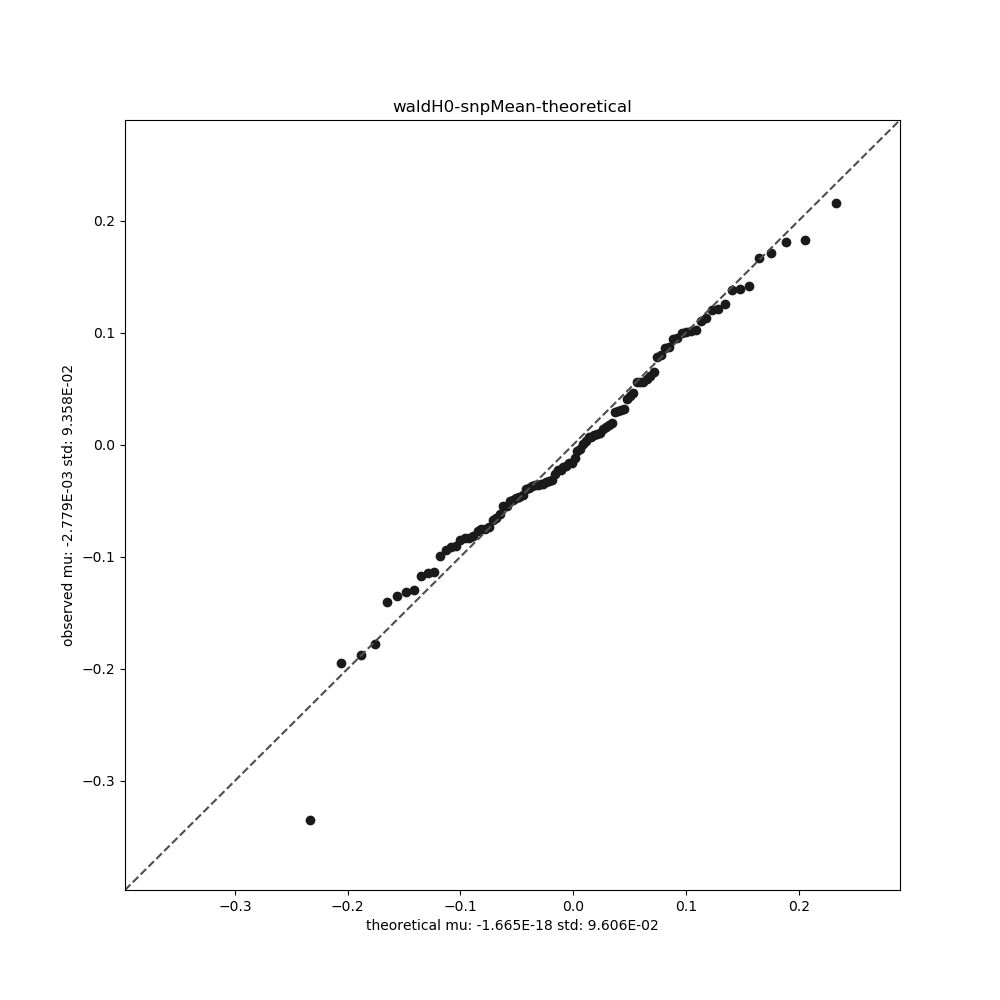 waldH0-snpMean-theoretical
0.2
0.1
0.0
−0.1
−0.2
−0.3
observed mu: -2.779E-03 std: 9.358E-02
−0.3 −0.2 −0.1 0.0 0.1 0.2
theoretical mu: -1.665E-18 std: 9.606E-02